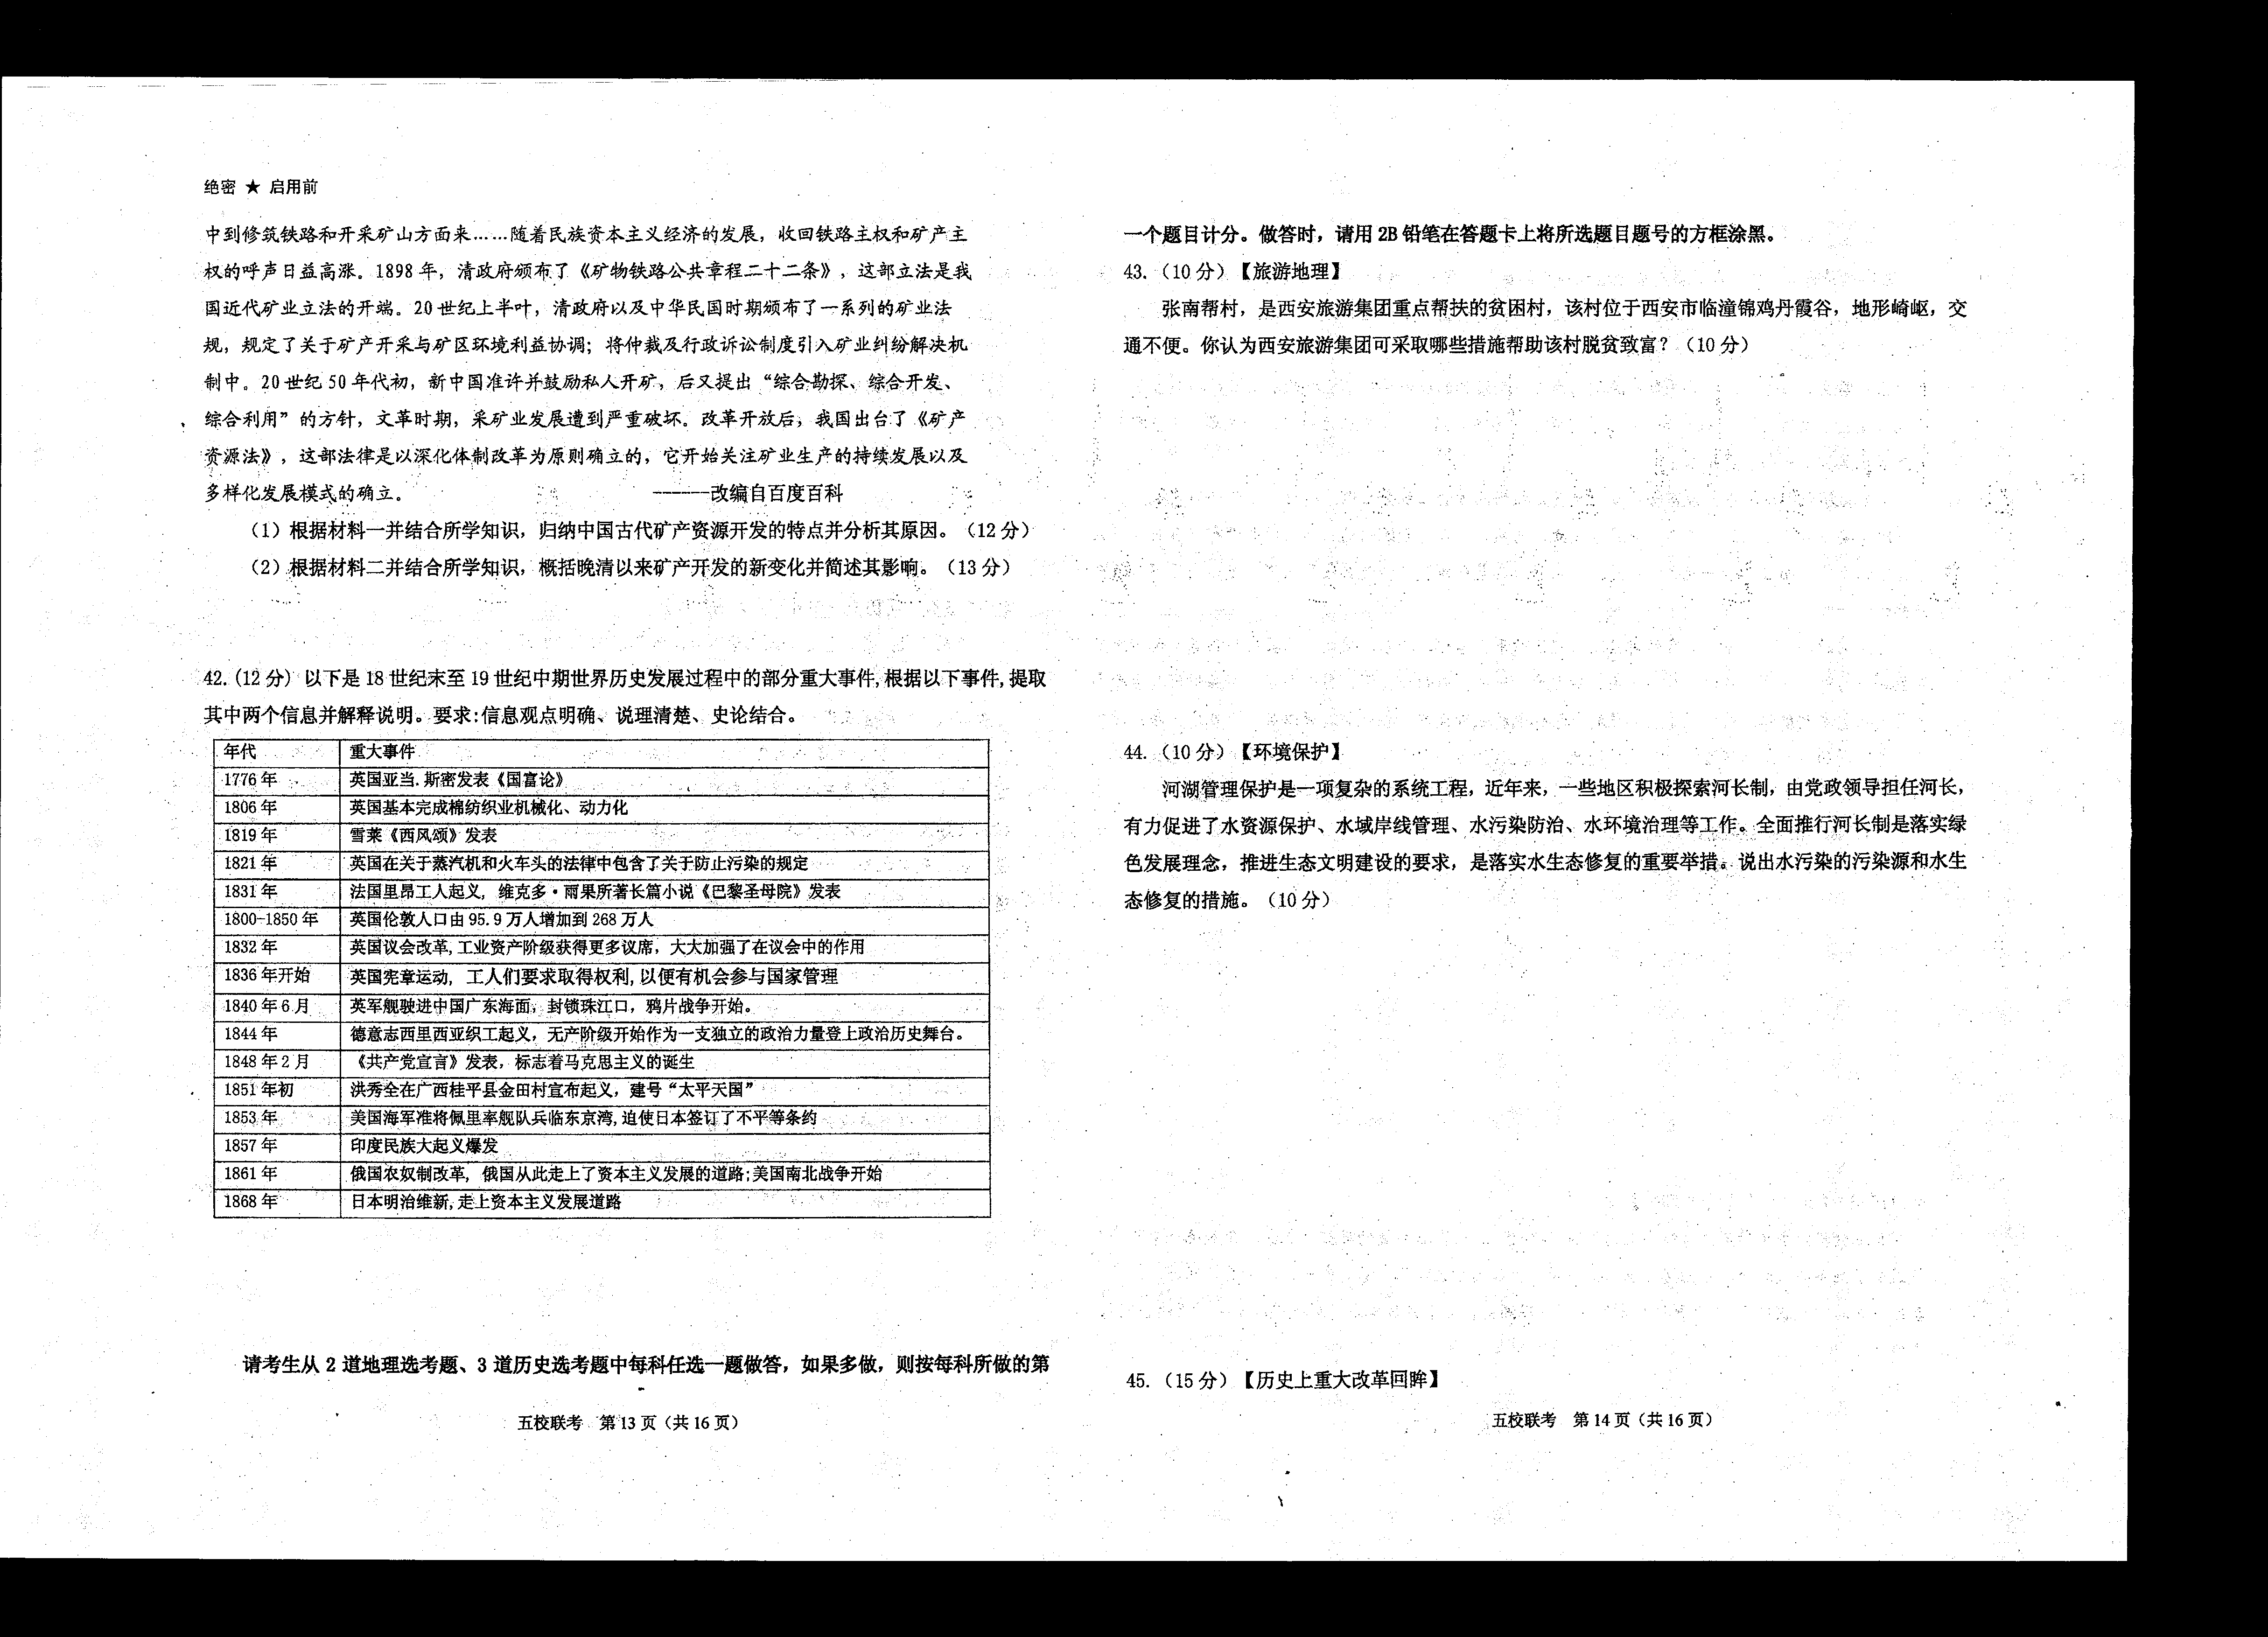 绝密 ★ 启用前
中到修筑铁路和开采矿山方面来……随着民族资本主义经济的发展，收回铁路主权和矿产主
权的呼声日益高涨。1898 年，清政府颁布了《矿物铁路公共章程二十二条》，这部立法是我
国近代矿业立法的开端。20 世纪上半叶，清政府以及中华民国时期颁布了一系列的矿业法
规，规定了关于矿产开采与矿区环境利益协调；将仲裁及行政诉讼制度引入矿业纠纷解决机
制中。20 世纪 50 年代初，新中国准许并鼓励私人开矿，后又提出“综合勘探、综合开发、
综合利用”的方针，文革时期，采矿业发展遭到严重破坏。改革开放后，我国出台了《矿产
资源法》，这部法律是以深化体制改革为原则确立的，它开始关注矿业生产的持续发展以及
多样化发展模式的确立。 ------改编自百度百科
（1）根据材料一并结合所学知识，归纳中国古代矿产资源开发的特点并分析其原因。（12 分）
（2）根据材料二并结合所学知识，概括晚清以来矿产开发的新变化并简述其影响。（13 分）
42.(12 分) 以下是 18 世纪末至 19 世纪中期世界历史发展过程中的部分重大事件,根据以下事件,提取
其中两个信息并解释说明。要求:信息观点明确、说理清楚、史论结合。
年代 重大事件
1776 年 英国亚当.斯密发表《国富论》
1806 年 英国基本完成棉纺织业机械化、动力化
1819 年 雪莱《西风颂》发表
1821 年 英国在关于蒸汽机和火车头的法律中包含了关于防止污染的规定
1831 年 法国里昂工人起义，维克多·雨果所著长篇小说《巴黎圣母院》发表
1800-1850 年 英国伦敦人口由 95.9 万人增加到 268 万人
1832 年 英国议会改革,工业资产阶级获得更多议席，大大加强了在议会中的作用
1836 年开始 英国宪章运动，工人们要求取得权利,以便有机会参与国家管理
1840 年 6 月 英军舰驶进中国广东海面，封锁珠江口，鸦片战争开始。
1844 年 德意志西里西亚织工起义，无产阶级开始作为一支独立的政治力量登上政治历史舞台。
1848 年 2 月 《共产党宣言》发表，标志着马克思主义的诞生
1851 年初 洪秀全在广西桂平县金田村宣布起义，建号“太平天国”
1853 年 美国海军准将佩里率舰队兵临东京湾,迫使日本签订了不平等条约
1857 年 印度民族大起义爆发
1861 年 俄国农奴制改革，俄国从此走上了资本主义发展的道路;美国南北战争开始
1868 年 日本明治维新,走上资本主义发展道路
请考生从 2 道地理选考题、3 道历史选考题中每科任选一题做答，如果多做，则按每科所做的第
五校联考 第 13 页（共 16 页）
一个题目计分。做答时，请用 2B 铅笔在答题卡上将所选题目题号的方框涂黑。
43.（10 分）【旅游地理】
张南帮村，是西安旅游集团重点帮扶的贫困村，该村位于西安市临潼锦鸡丹霞谷，地形崎岖，交
通不便。你认为西安旅游集团可采取哪些措施帮助该村脱贫致富？（10 分）
44.（10 分）【环境保护】
河湖管理保护是一项复杂的系统工程，近年来，一些地区积极探索河长制，由党政领导担任河长，
有力促进了水资源保护、水域岸线管理、水污染防治、水环境治理等工作。全面推行河长制是落实绿
色发展理念，推进生态文明建设的要求，是落实水生态修复的重要举措。说出水污染的污染源和水生
态修复的措施。（10 分）
45.（15 分）【历史上重大改革回眸】
五校联考 第 14 页（共 16 页）